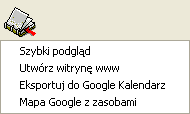 Szybki podgląd
Utwórz witrynę www
Eksportuj do Google Kalendarz
Mapa Google z zasobami